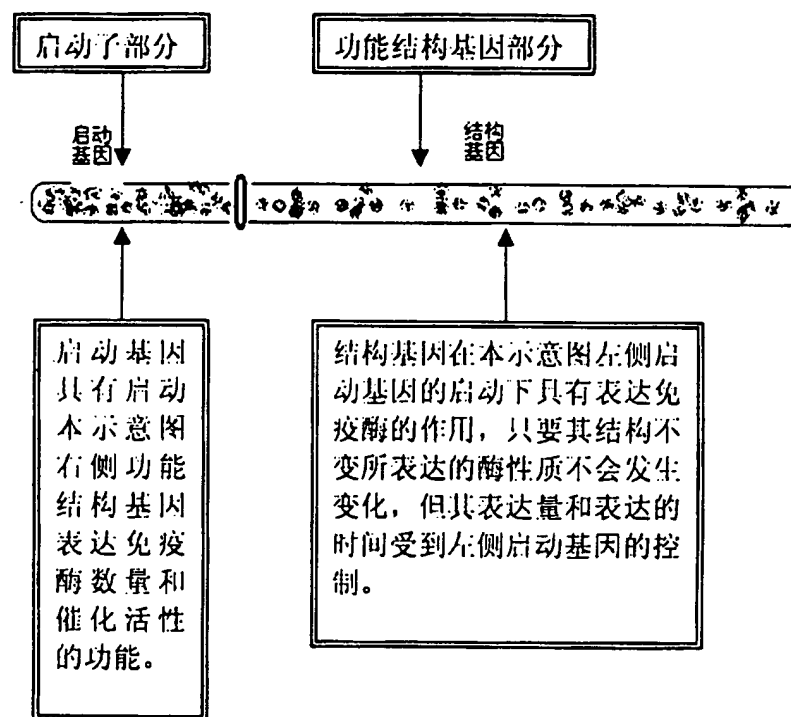 启动子部分
功能结构基因部分
启动
基因
结构
基因
启动基因
具有启动
本示意图
右侧功能
结构基因
表达免疫
酶数量和
催化活性
的功能。
结构基因在本示意图左侧启
动基因的启动下具有表达免
疫酶的作用，只要其结构不
变所表达的酶性质不会发生
变化，但其表达量和表达的
时间受到左侧启动基因的控
制。